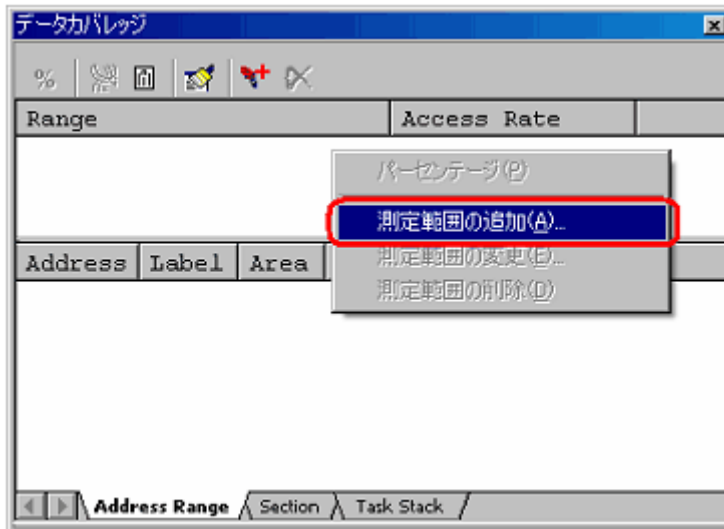 データカバレッジ
%
Range Access Rate
パーセンテージ(P)
測定範囲の追加(A)...
測定範囲の変更(E)...
測定範囲の削除(D)
Address Label Area
Address Range Section Task Stack